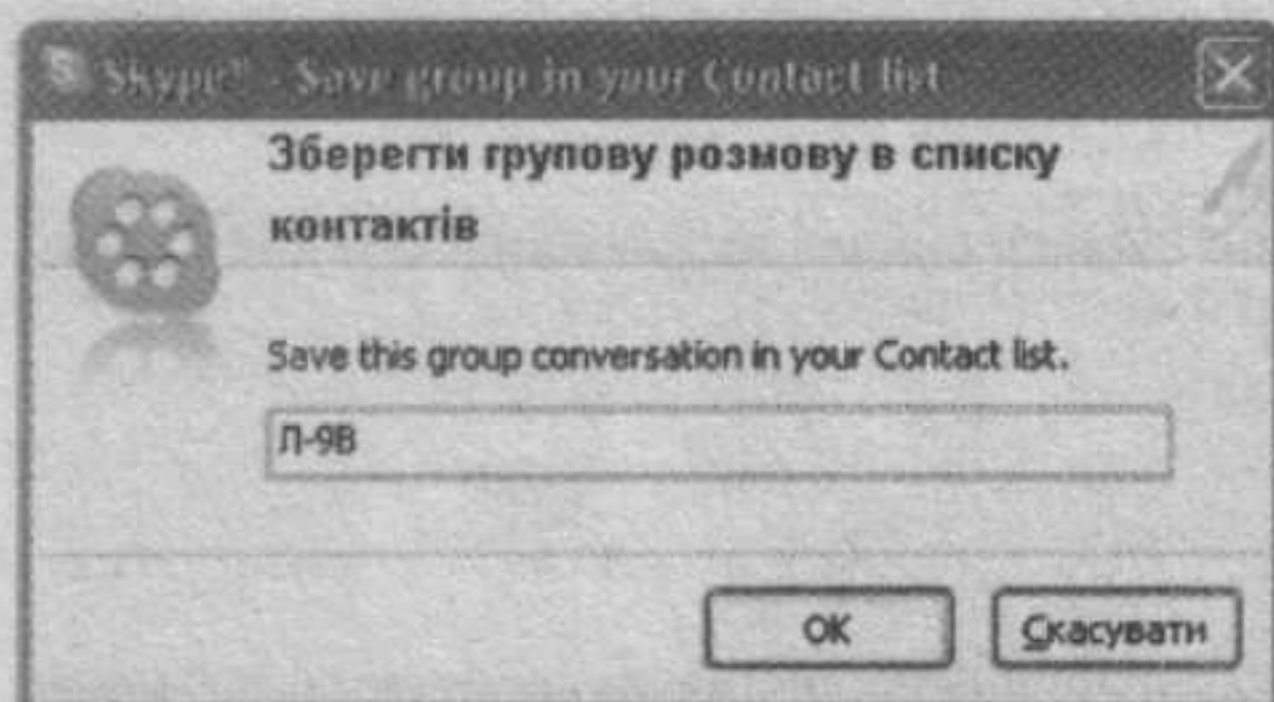 Skype™ - Save group in your Contact list
Зберегти групову розмову в списку
контактів
Save this group conversation in your Contact list.
Л-9В
ОК
Скасувати